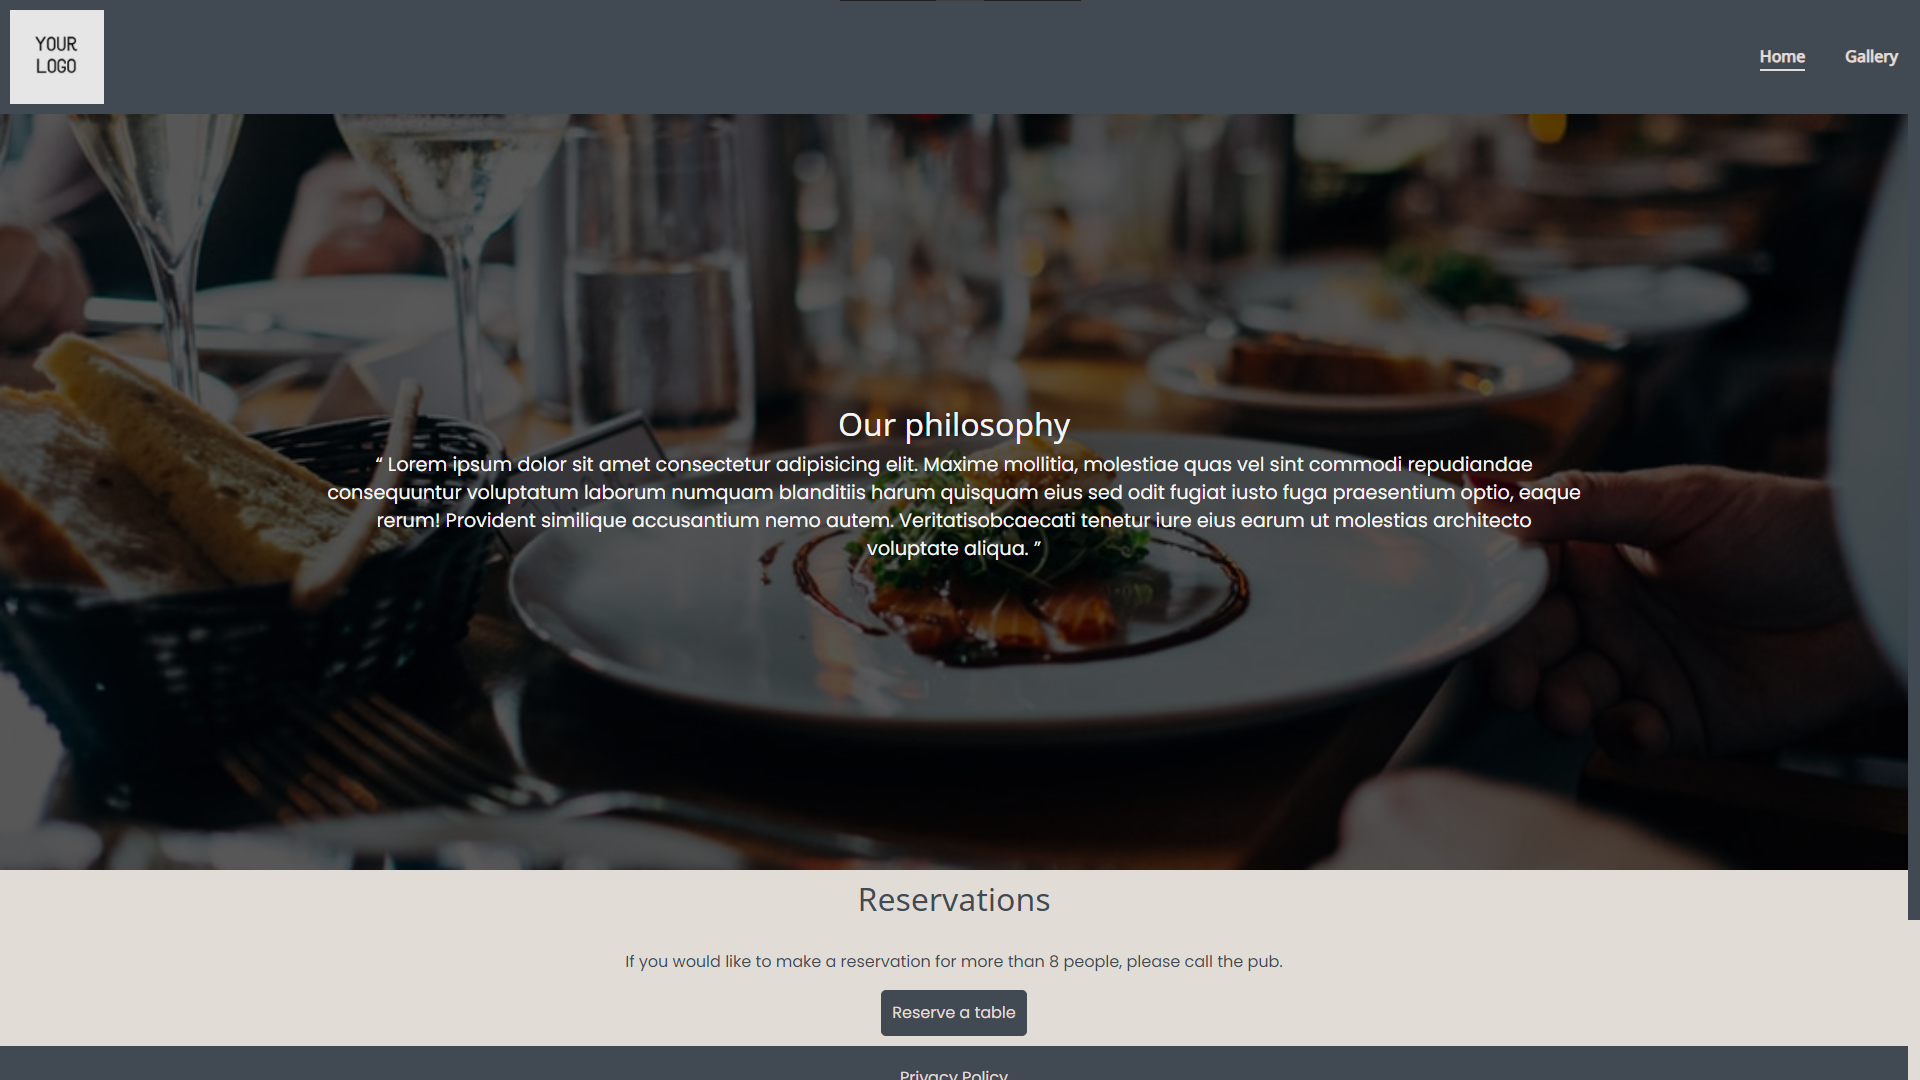 YOUR
LOGO
Home
Gallery
Our philosophy
“ Lorem ipsum dolor sit amet consectetur adipisicing elit. Maxime mollitia, molestiae quas vel sint commodi repudiandae
consequuntur voluptatum laborum numquam blanditiis harum quisquam eius sed odit fugiat iusto fuga praesentium optio, eaque
rerum! Provident similique accusantium nemo autem. Veritatisobcaecati tenetur iure eius earum ut molestias architecto
voluptate aliqua. ”
Reservations
If you would like to make a reservation for more than 8 people, please call the pub.
Reserve a table
Privacy Policy